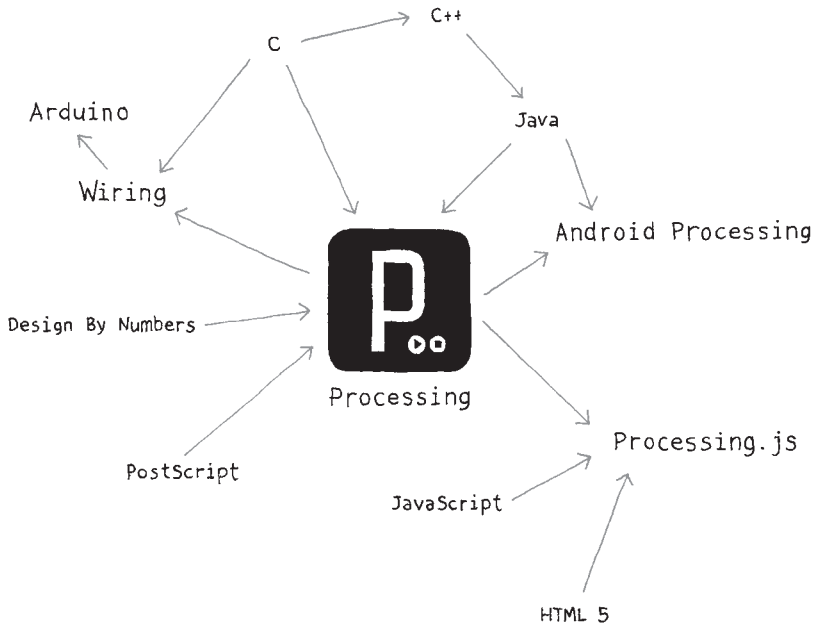 C++
C
Arduino
Java
Wiring
Android Processing
P
Design By Numbers
Processing
Processing.js
PostScript
JavaScript
HTML 5